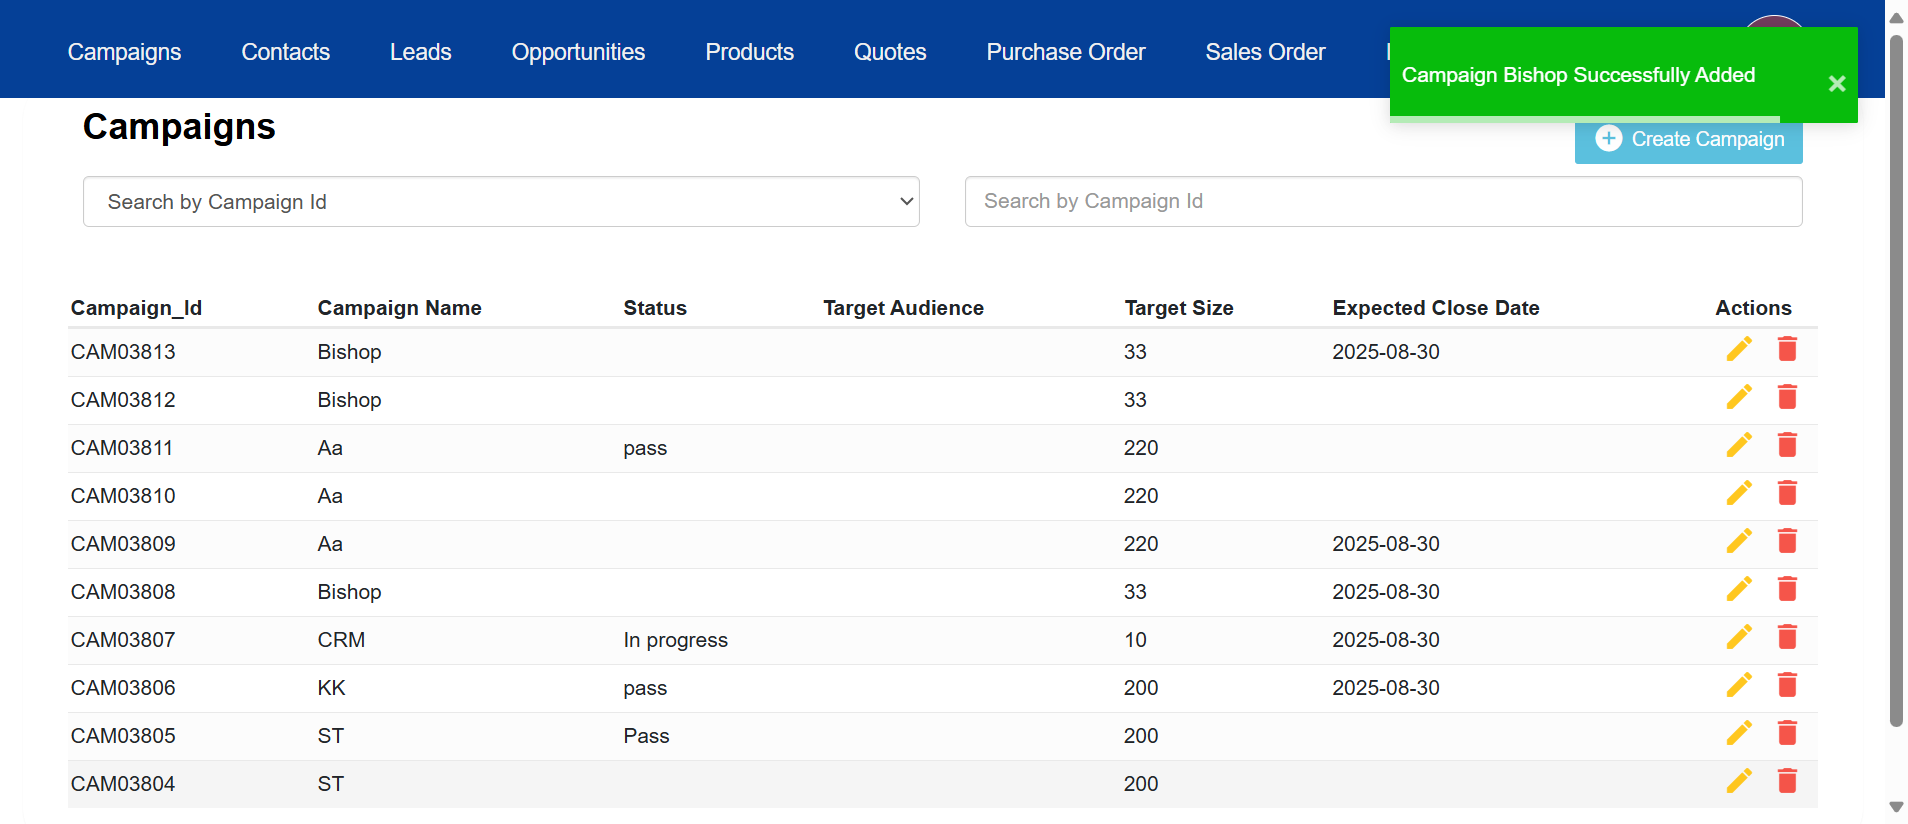 Campaigns Contacts Leads Opportunities Products Quotes Purchase Order Sales Order
Campaign Bishop Successfully Added ×
Campaigns
Create Campaign
Search by Campaign Id
Search by Campaign Id
Campaign_Id Campaign Name Status Target Audience Target Size Expected Close Date Actions
CAM03813 Bishop 33 2025-08-30
CAM03812 Bishop 33
CAM03811 Aa pass 220
CAM03810 Aa 220
CAM03809 Aa 220 2025-08-30
CAM03808 Bishop 33 2025-08-30
CAM03807 CRM In progress 10 2025-08-30
CAM03806 KK pass 200 2025-08-30
CAM03805 ST Pass 200
CAM03804 ST 200